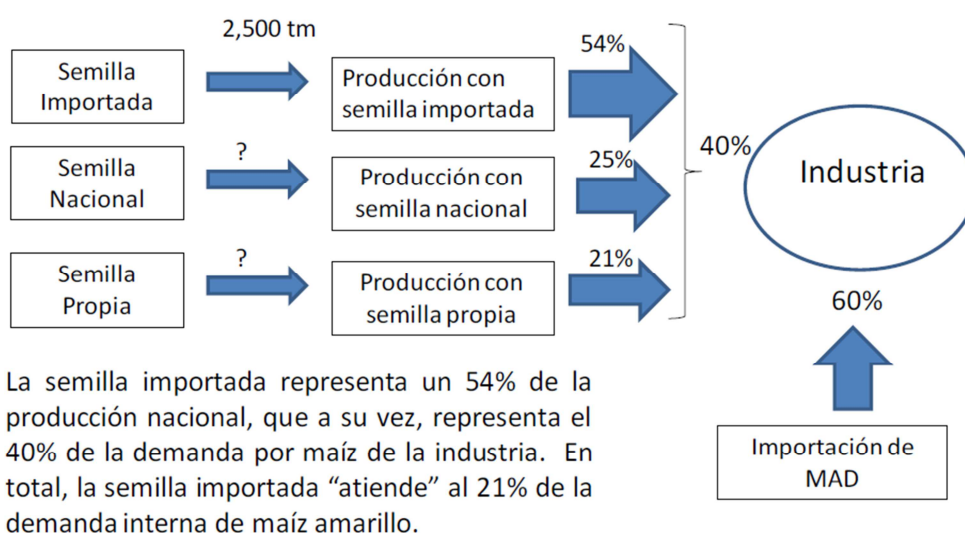 2,500 tm
54%
Semilla
Importada
Producción con
semilla importada
?
25%
40%
Semilla
Nacional
Producción con
semilla nacional
Industria
?
21%
Semilla
Propia
Producción con
semilla propia
60%
La semilla importada representa un 54% de la
producción nacional, que a su vez, representa el
40% de la demanda por maíz de la industria. En
total, la semilla importada “atiende” al 21% de la
demanda interna de maíz amarillo.
Importación de
MAD